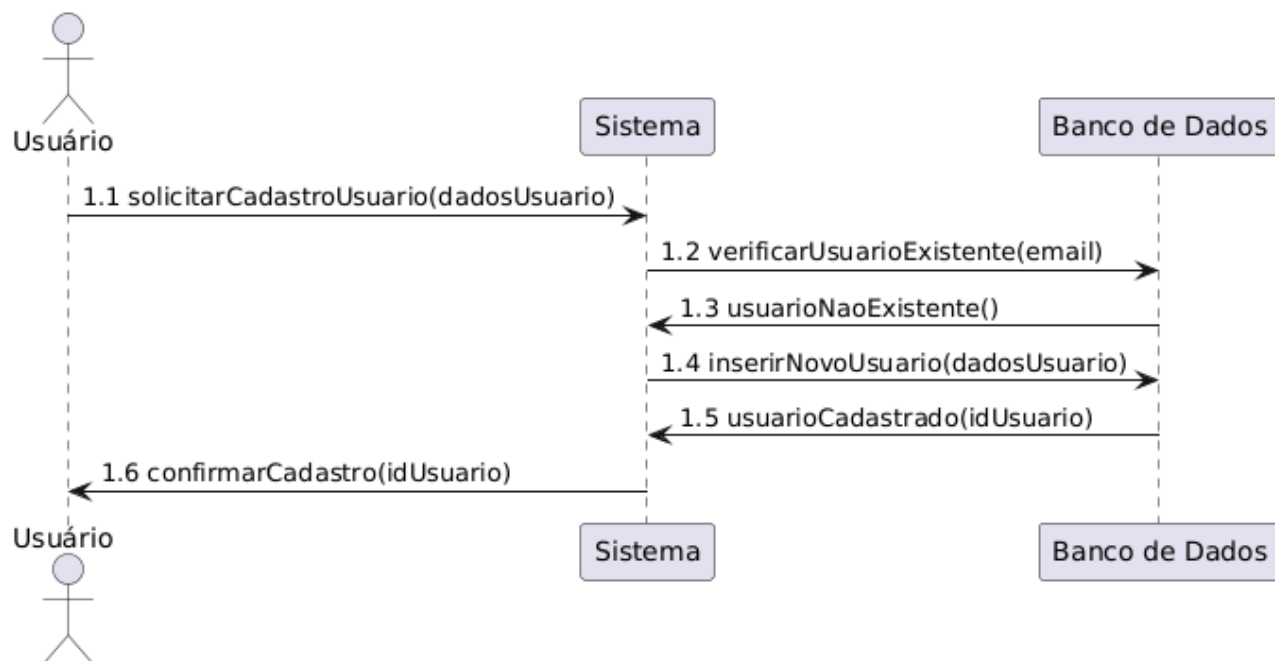 Usuário
Sistema
Banco de Dados
1.1 solicitarCadastroUsuario(dadosUsuario)
1.2 verificarUsuarioExistente(email)
1.3 usuarioNaoExistente()
1.4 inserirNovoUsuario(dadosUsuario)
1.5 usuarioCadastrado(idUsuario)
1.6 confirmarCadastro(idUsuario)
Usuário
Sistema
Banco de Dados